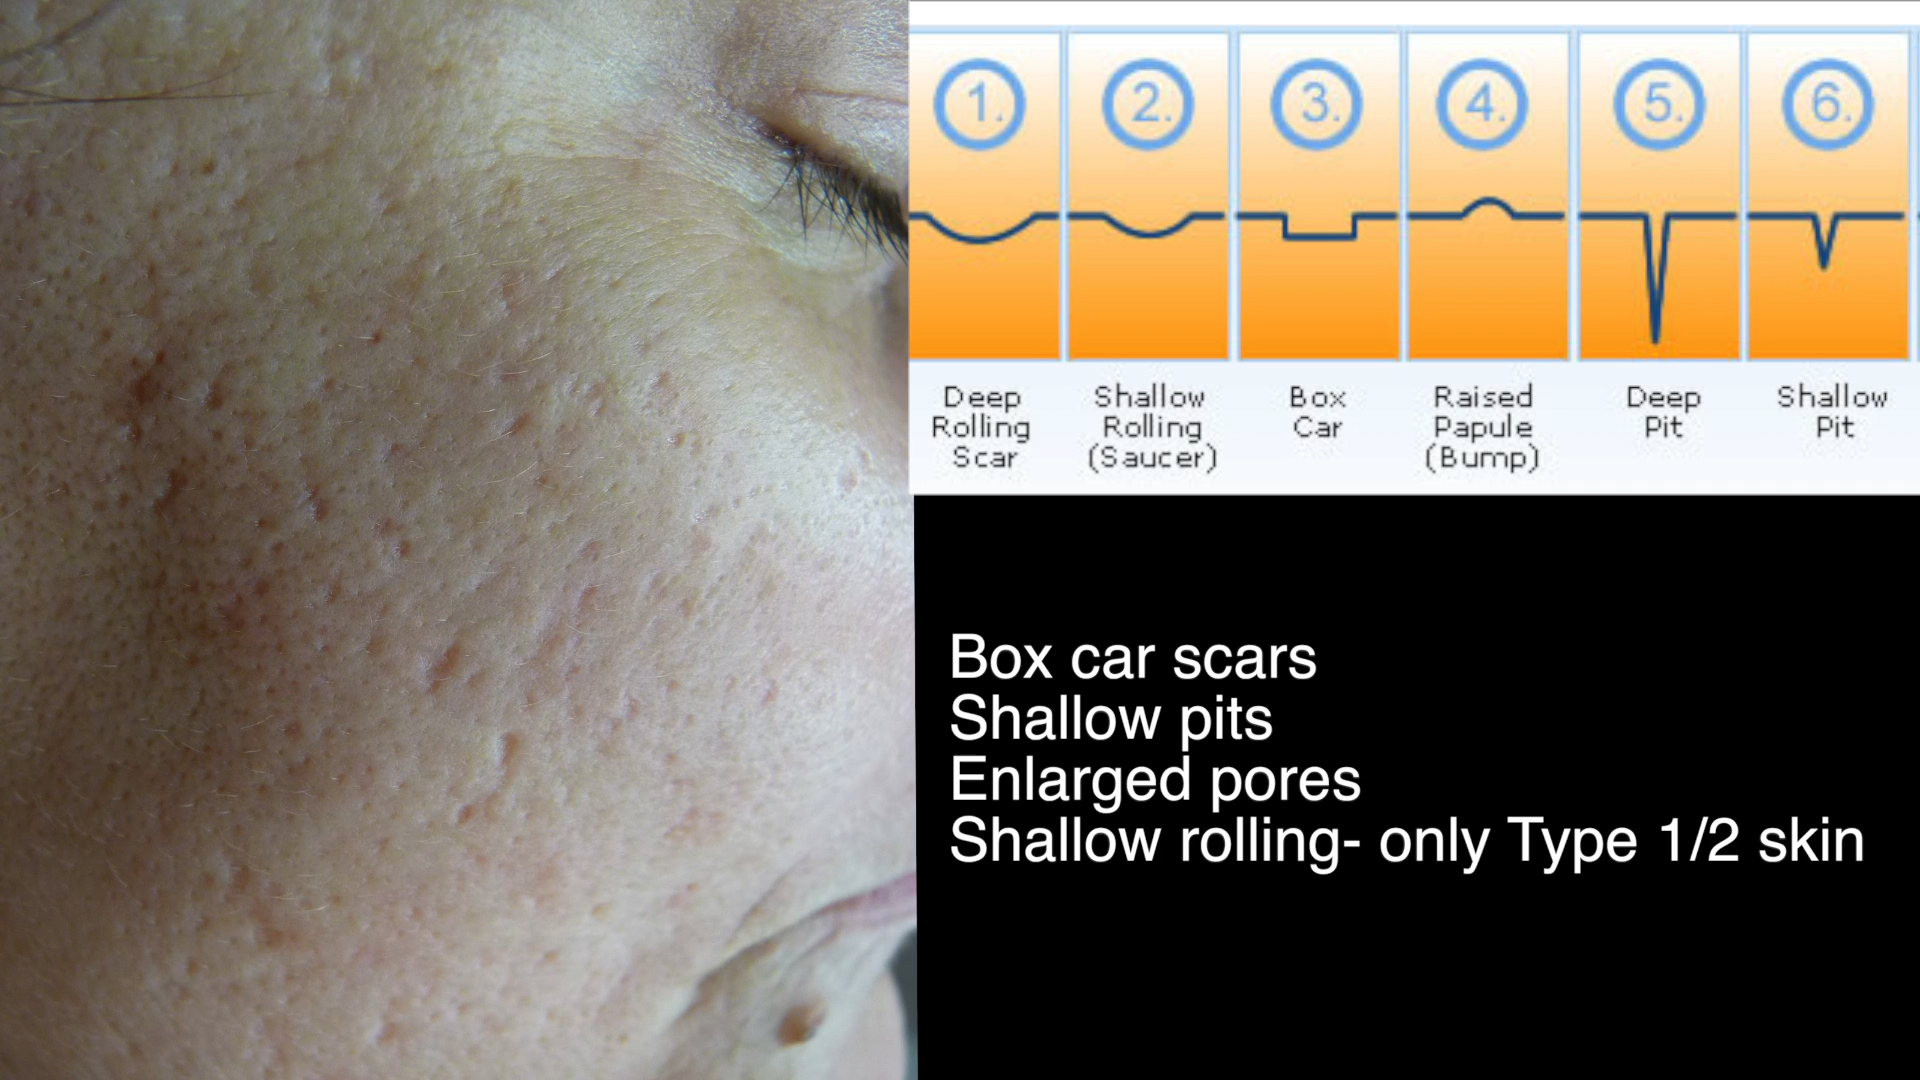 1.
2.
3.
4.
5.
6.
Deep
Rolling
Scar
Shallow
Rolling
(Saucer)
Box
Car
Raised
Papule
(Bump)
Deep
Pit
Shallow
Pit
Box car scars
Shallow pits
Enlarged pores
Shallow rolling- only Type 1/2 skin